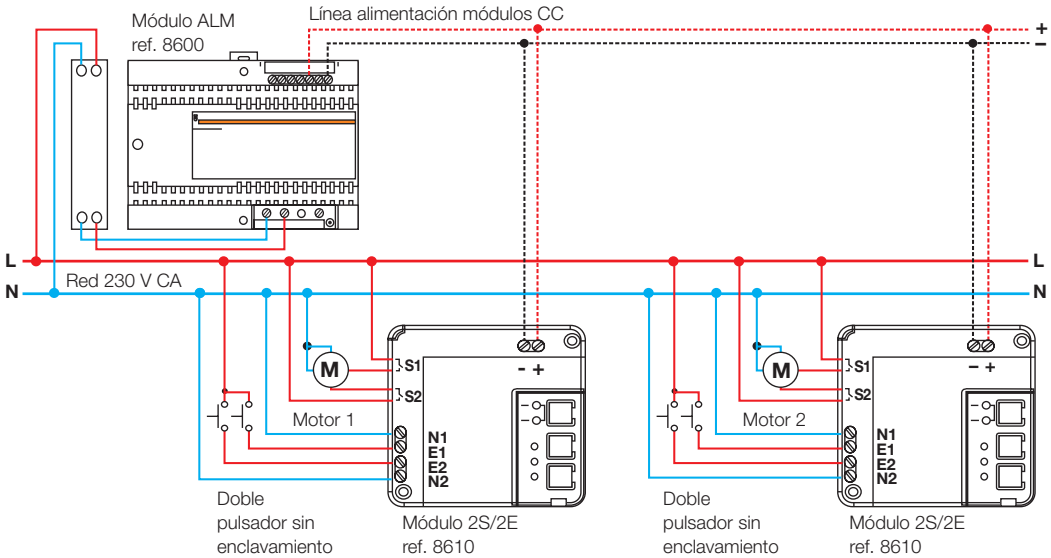 Módulo ALM
ref. 8600
Línea alimentación módulos CC
+
−
L
L
Red 230 V CA
N
N
- +
− +
S1
S2
S1
S2
M
M
Motor 1
Motor 2
N1
E1
E2
N2
N1
E1
E2
N2
Doble
pulsador sin
enclavamiento
Módulo 2S/2E
ref. 8610
Doble
pulsador sin
enclavamiento
Módulo 2S/2E
ref. 8610